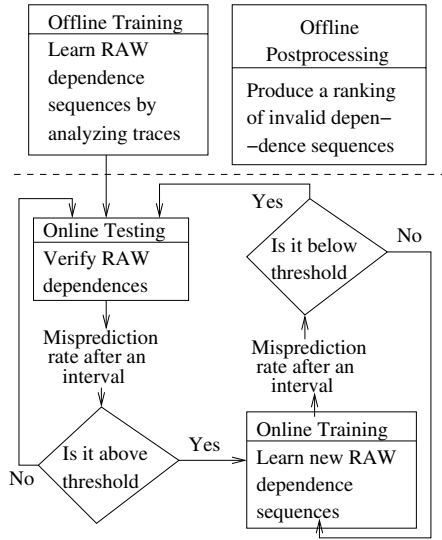 Offline Training
Learn RAW
dependence
sequences by
analyzing traces
Offline
Postprocessing
Produce a ranking
of invalid depen-
-dence sequences
Yes
Online Testing
Verify RAW
dependences
Is it below
threshold
No
Misprediction
rate after an
interval
Misprediction
rate after an
interval
Is it above
threshold
No
Yes
Online Training
Learn new RAW
dependence
sequences